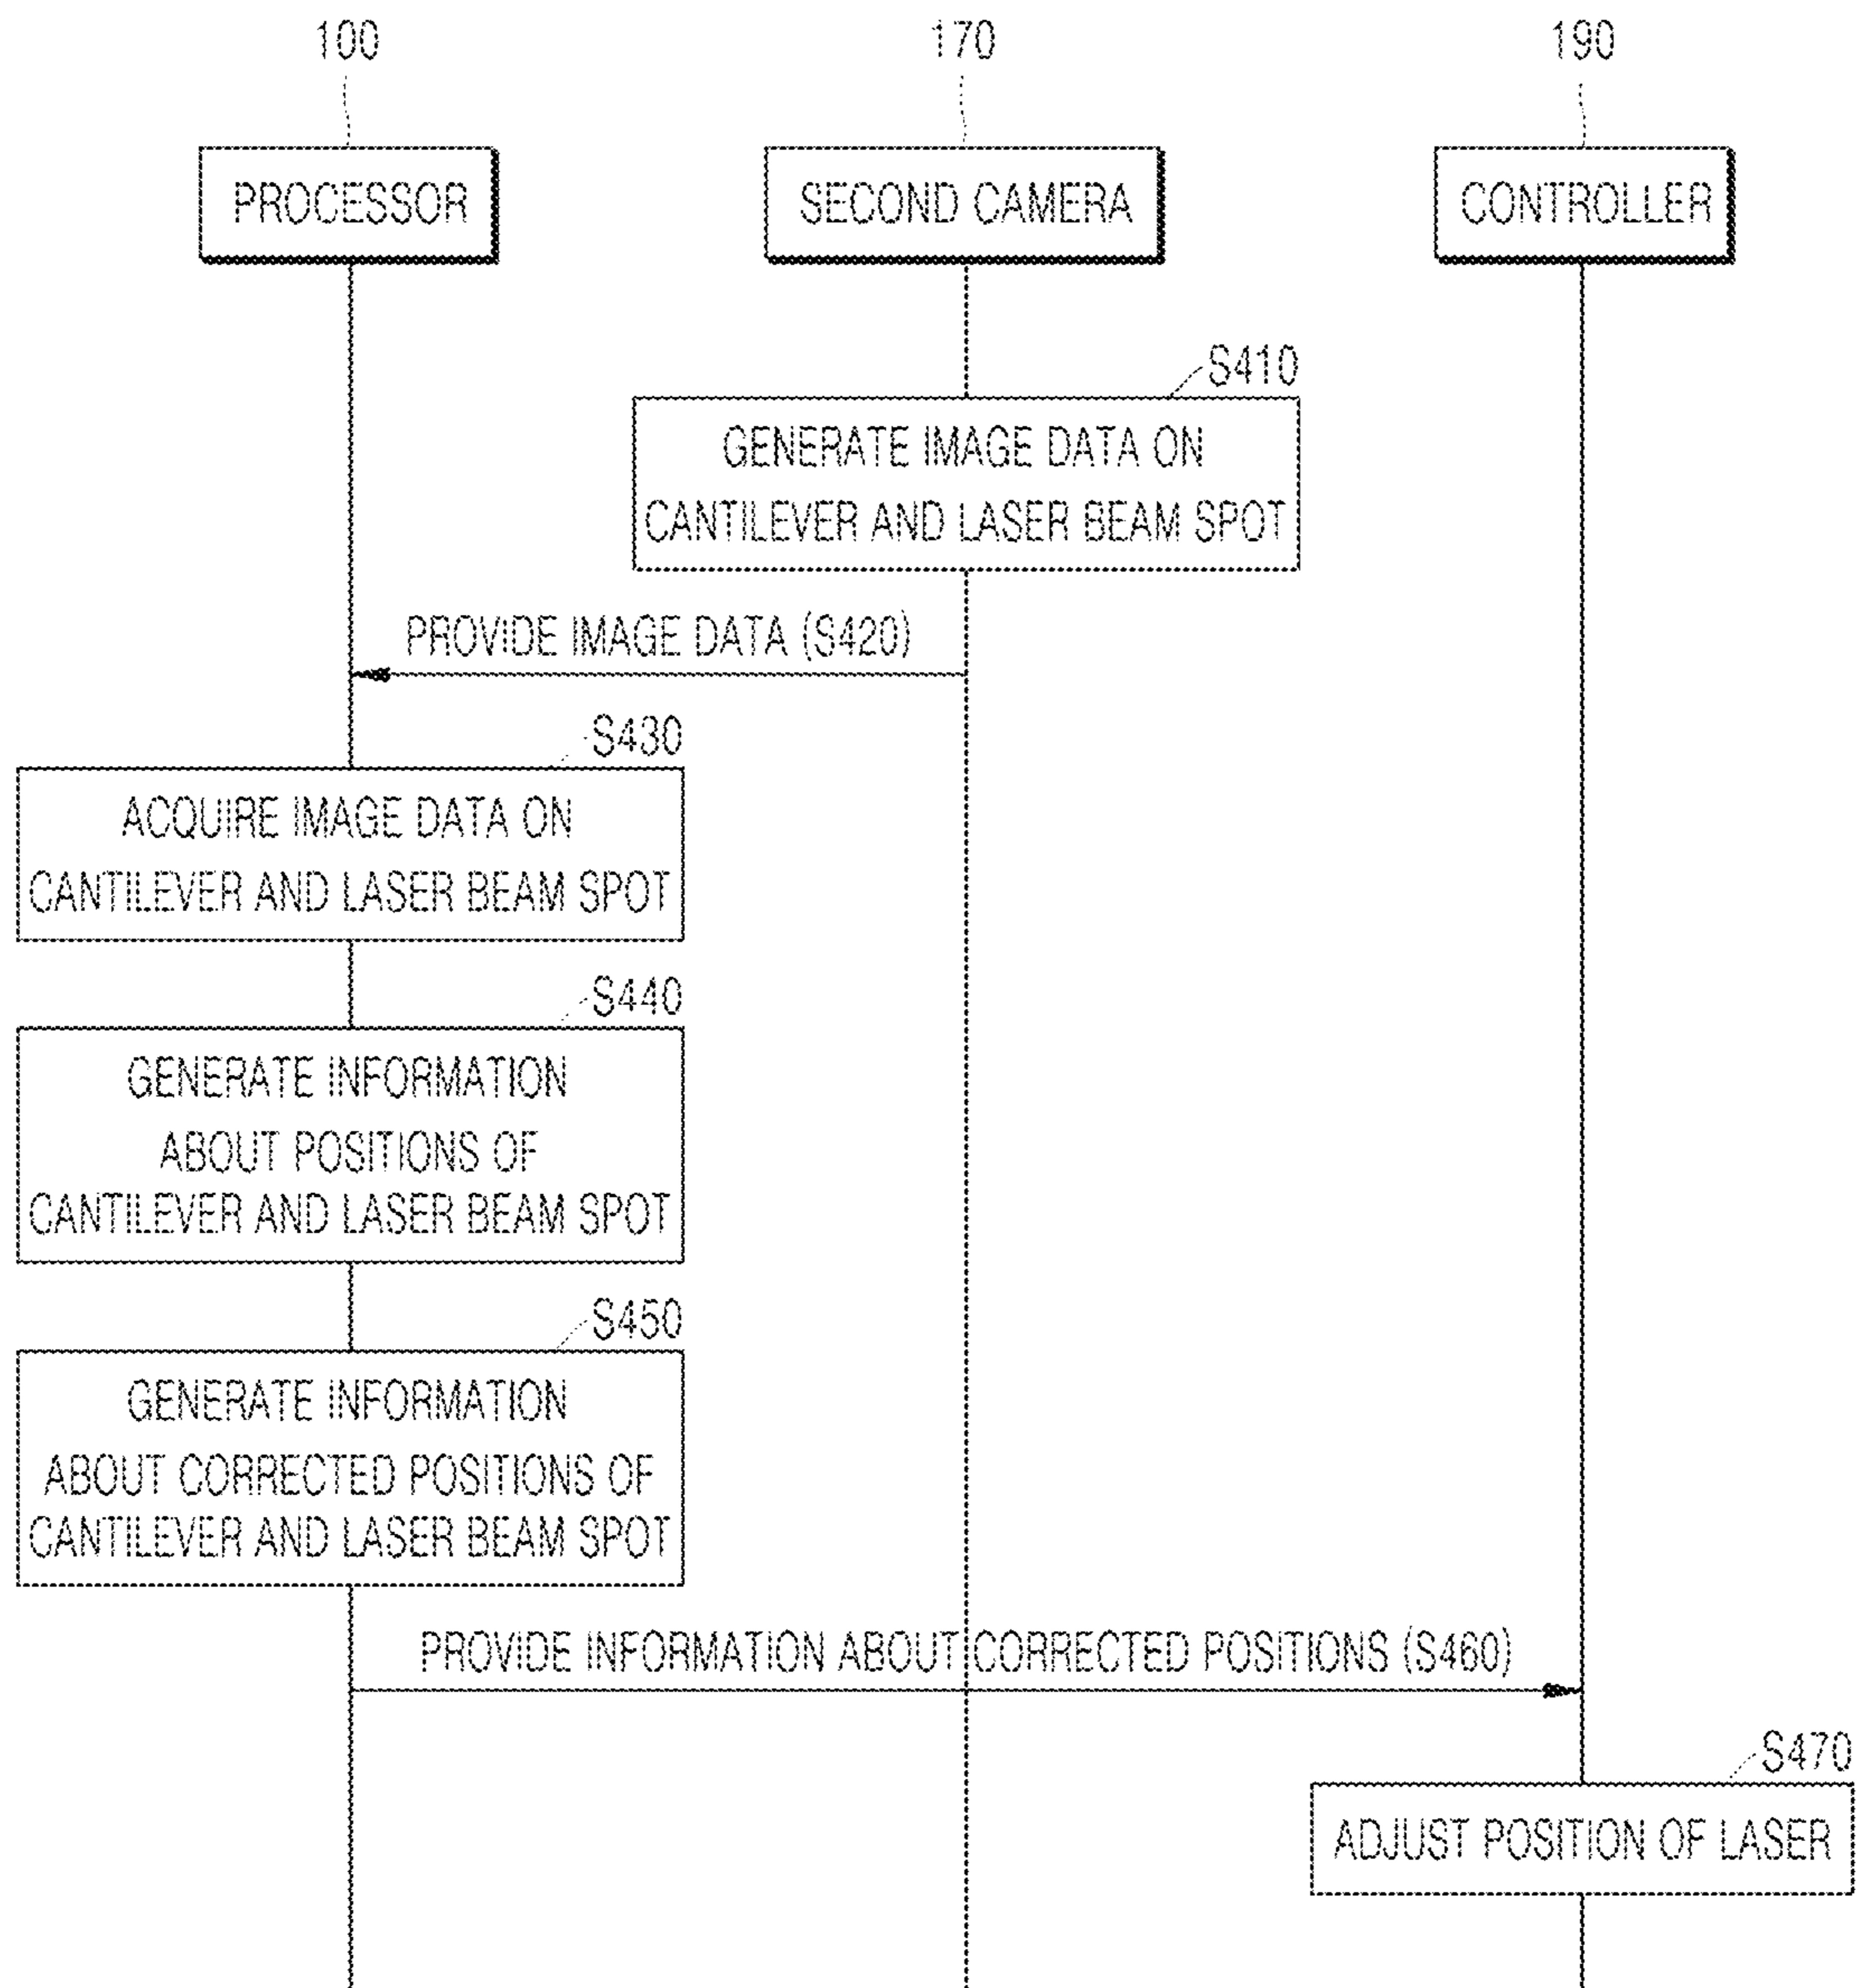 100
170
190
PROCESSOR
SECOND CAMERA
CONTROLLER
S410
GENERATE IMAGE DATA ON
CANTILEVER AND LASER BEAM SPOT
PROVIDE IMAGE DATA (S420)
S430
ACQUIRE IMAGE DATA ON
CANTILEVER AND LASER BEAM SPOT
S440
GENERATE INFORMATION
ABOUT POSITIONS OF
CANTILEVER AND LASER BEAM SPOT
S450
GENERATE INFORMATION
ABOUT CORRECTED POSITIONS OF
CANTILEVER AND LASER BEAM SPOT
PROVIDE INFORMATION ABOUT CORRECTED POSITIONS (S460)
S470
ADJUST POSITION OF LASER